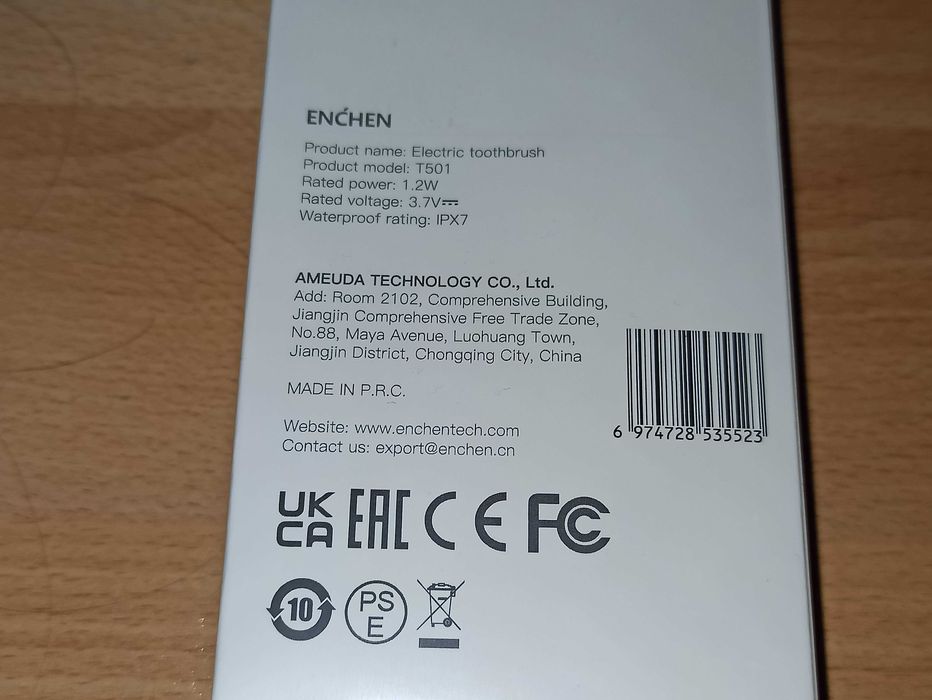 ENĆHEN
Product name: Electric toothbrush
Product model: T501
Rated power: 1.2W
Rated voltage: 3.7V⎓
Waterproof rating: IPX7
AMEUDA TECHNOLOGY CO., Ltd.
Add: Room 2102, Comprehensive Building,
Jiangjin Comprehensive Free Trade Zone,
No.88, Maya Avenue, Luohuang Town,
Jiangjin District, Chongqing City, China
MADE IN P.R.C.
Website: www.enchentech.com
Contact us: export@enchen.cn
6 974728 535523
UK
CA
EAC
CE
FC
10
PS
E